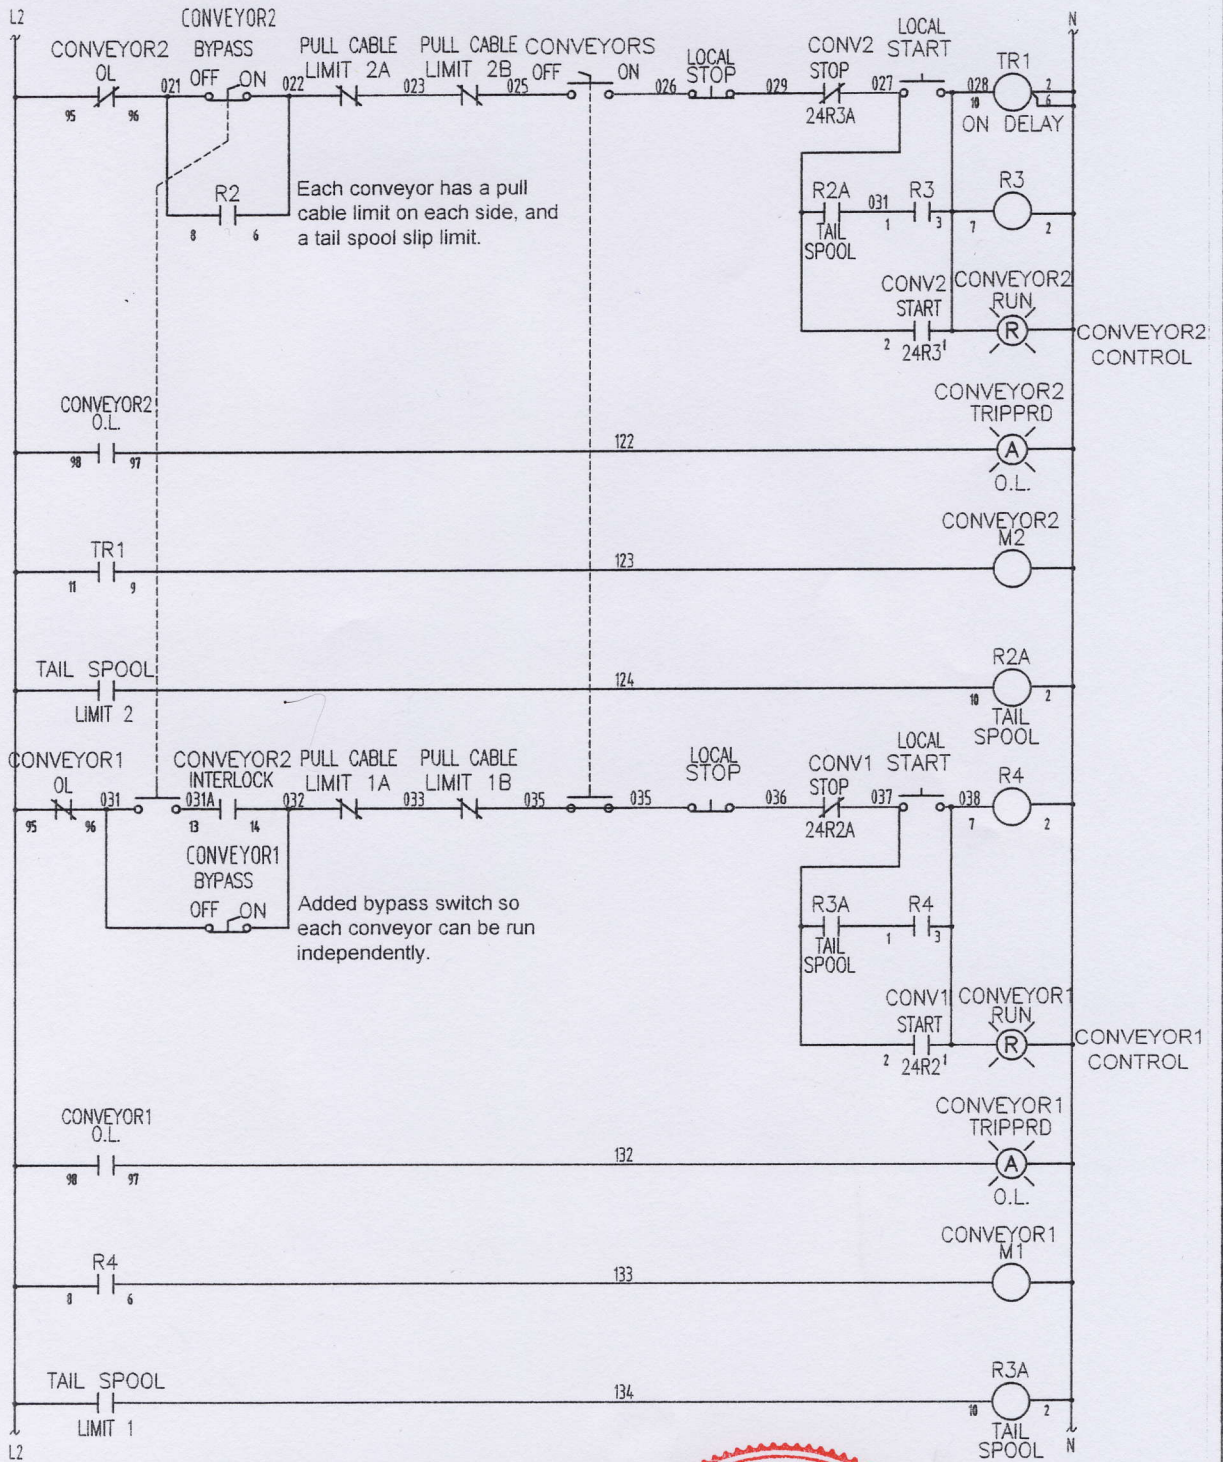 L2
CONVEYOR2
N
CONVEYOR2 BYPASS PULL CABLE PULL CABLE CONVEYORS LOCAL CONV2 LOCAL START TR1
OL OFF ON LIMIT 2A LIMIT 2B OFF ON STOP STOP
021 022 023 025 026 029 027 028 2
95 96 24R3A 10 6
ON DELAY
R2 R2A 031 R3 R3
8 6 1 3 7 2
TAIL
SPOOL
Each conveyor has a pull
cable limit on each side, and
a tail spool slip limit.
CONV2 CONVEYOR2
START RUN
R
2 24R3 1
CONVEYOR2
CONTROL
CONVEYOR2
O.L.
98 97
122
CONVEYOR2
TRIPPRD
A
O.L.
TR1
11 9
123
CONVEYOR2
M2
TAIL SPOOL
LIMIT 2
124
R2A
10 2
TAIL
SPOOL
CONVEYOR1 CONVEYOR2 PULL CABLE PULL CABLE LOCAL CONV1 LOCAL
OL INTERLOCK LIMIT 1A LIMIT 1B STOP STOP START R4
031 031A 032 033 035 035 036 037 038
95 96 13 14 24R2A 7 2
CONVEYOR1
BYPASS
OFF ON
Added bypass switch so
each conveyor can be run
independently.
R3A R4
1 3
TAIL
SPOOL
CONV1 CONVEYOR1
START RUN
R
2 24R2 1
CONVEYOR1
CONTROL
CONVEYOR1
O.L.
98 97
132
CONVEYOR1
TRIPPRD
A
O.L.
R4
8 6
133
CONVEYOR1
M1
TAIL SPOOL
LIMIT 1
134
R3A
10 2
TAIL
SPOOL
L2
N